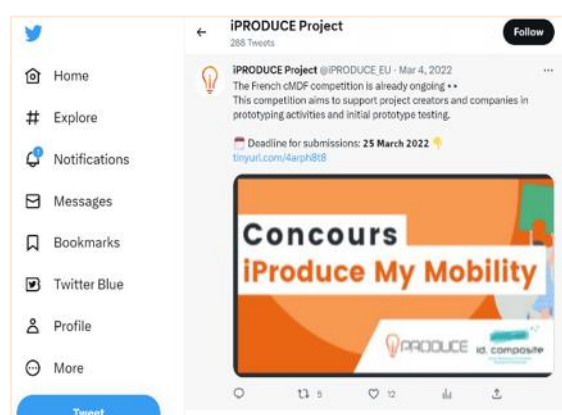 iPRODUCE Project
288 Tweets
Follow
Home
Explore
Notifications
Messages
Bookmarks
Twitter Blue
Profile
More
Tweet
iPRODUCE Project @iPRODUCE_EU · Mar 4, 2022
The French cMDF competition is already ongoing
This competition aims to support project creators and companies in
prototyping activities and initial prototype testing.
Deadline for submissions: 25 March 2022
tinyurl.com/4arph8t8
Concours
iProduce My Mobility
iPRODUCE
id. composite
5
12